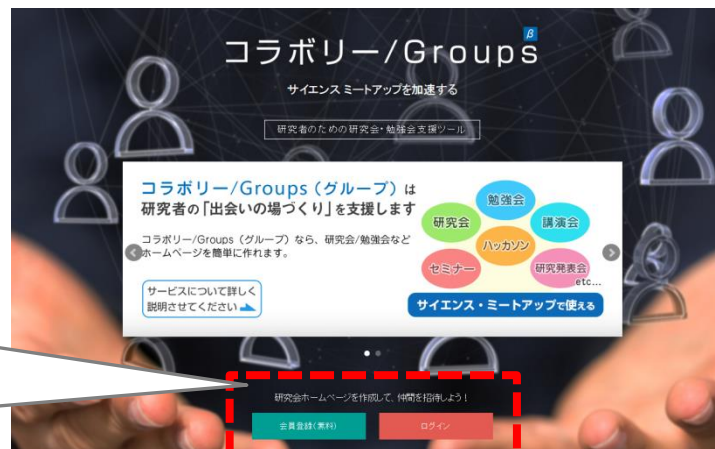 コラボリー/Groups
β
サイエンス ミートアップを加速する
研究者のための研究会・勉強会支援ツール
コラボリー/Groups（グループ）は
研究者の「出会いの場づくり」を支援します
コラボリー/Groups（グループ）なら、研究会/勉強会など
ホームページを簡単に作れます。
サービスについて詳しく
説明させてください
勉強会
研究会
講演会
ハッカソン
セミナー
研究発表会
etc...
サイエンス・ミートアップで使える
研究会ホームページを作成して、仲間を招待しよう！
会員登録(無料)
ログイン